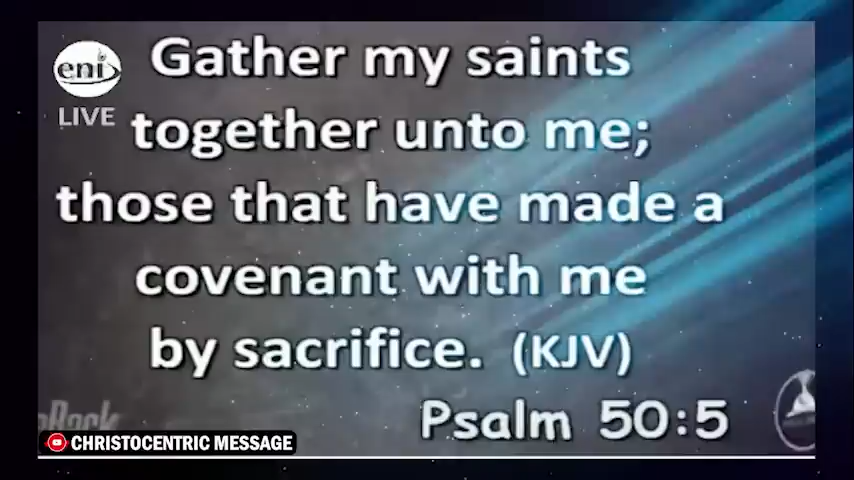 eni
LIVE
Gather my saints
together unto me;
those that have made a
covenant with me
by sacrifice. (KJV)
Psalm 50:5
CHRISTOCENTRIC MESSAGE